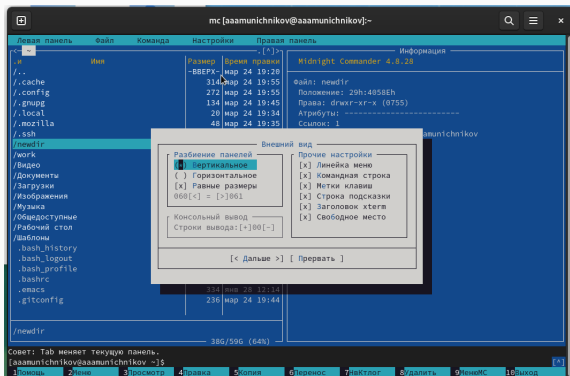 mc [aaamunichnikov@aaamunichnikov]:~
Левая панель Файл Команда Настройки Правая панель
<— ~ .[^]>
.и Имя Размер Время правки
/.. -ВВЕРХ- мар 24 19:20
/.cache 314 мар 24 19:55
/.config 272 мар 24 19:55
/.gnupg 134 мар 24 19:45
/.local 20 мар 24 19:34
/.mozilla 48 мар 24 19:35
/.ssh
/newdir
/work
/Видео
/Документы
/Загрузки
/Изображения
/Музыка
/Общедоступные
/Рабочий стол
/Шаблоны
.bash_history
.bash_logout
.bash_profile
.bashrc
.emacs 334 янв 28 12:14
.gitconfig 236 мар 24 19:44
/newdir
38G/59G (64%)
Информация
Midnight Commander 4.8.28
Файл: newdir
Положение: 29h:4058Eh
Права: drwxr-xr-x (0755)
Атрибуты: --------------------
Ссылок: 1
amunichnikov
Внешний вид
Разбиение панелей
(*) Вертикальное
( ) Горизонтальное
[x] Равные размеры
060[<] = [>]061
Консольный вывод
Строки вывода:[+]00[-]
Прочие настройки
[x] Линейка меню
[x] Командная строка
[x] Метки клавиш
[x] Строка подсказки
[x] Заголовок xterm
[x] Свободное место
[< Дальше >] [ Прервать ]
Совет: Tab меняет текущую панель.
[aaamunichnikov@aaamunichnikov ~]$ [^]
1Помощь 2Меню 3Просмотр 4Правка 5Копия 6Перенос 7НвКтлог 8Удалить 9МенюMC 10Выход